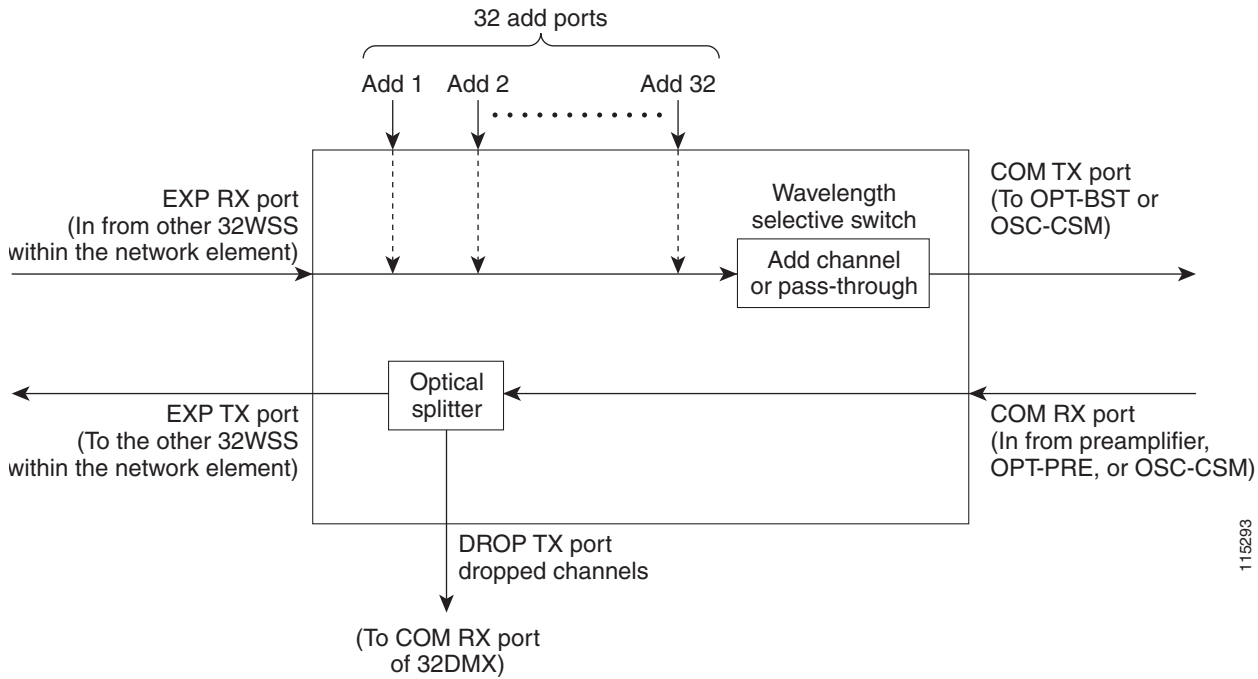 32 add ports
Add 1
Add 2
Add 32
EXP RX port
(In from other 32WSS
within the network element)
Wavelength
selective switch
Add channel
or pass-through
COM TX port
(To OPT-BST or
OSC-CSM)
Optical
splitter
EXP TX port
(To the other 32WSS
within the network element)
COM RX port
(In from preamplifier,
OPT-PRE, or OSC-CSM)
DROP TX port
dropped channels
(To COM RX port
of 32DMX)
115293